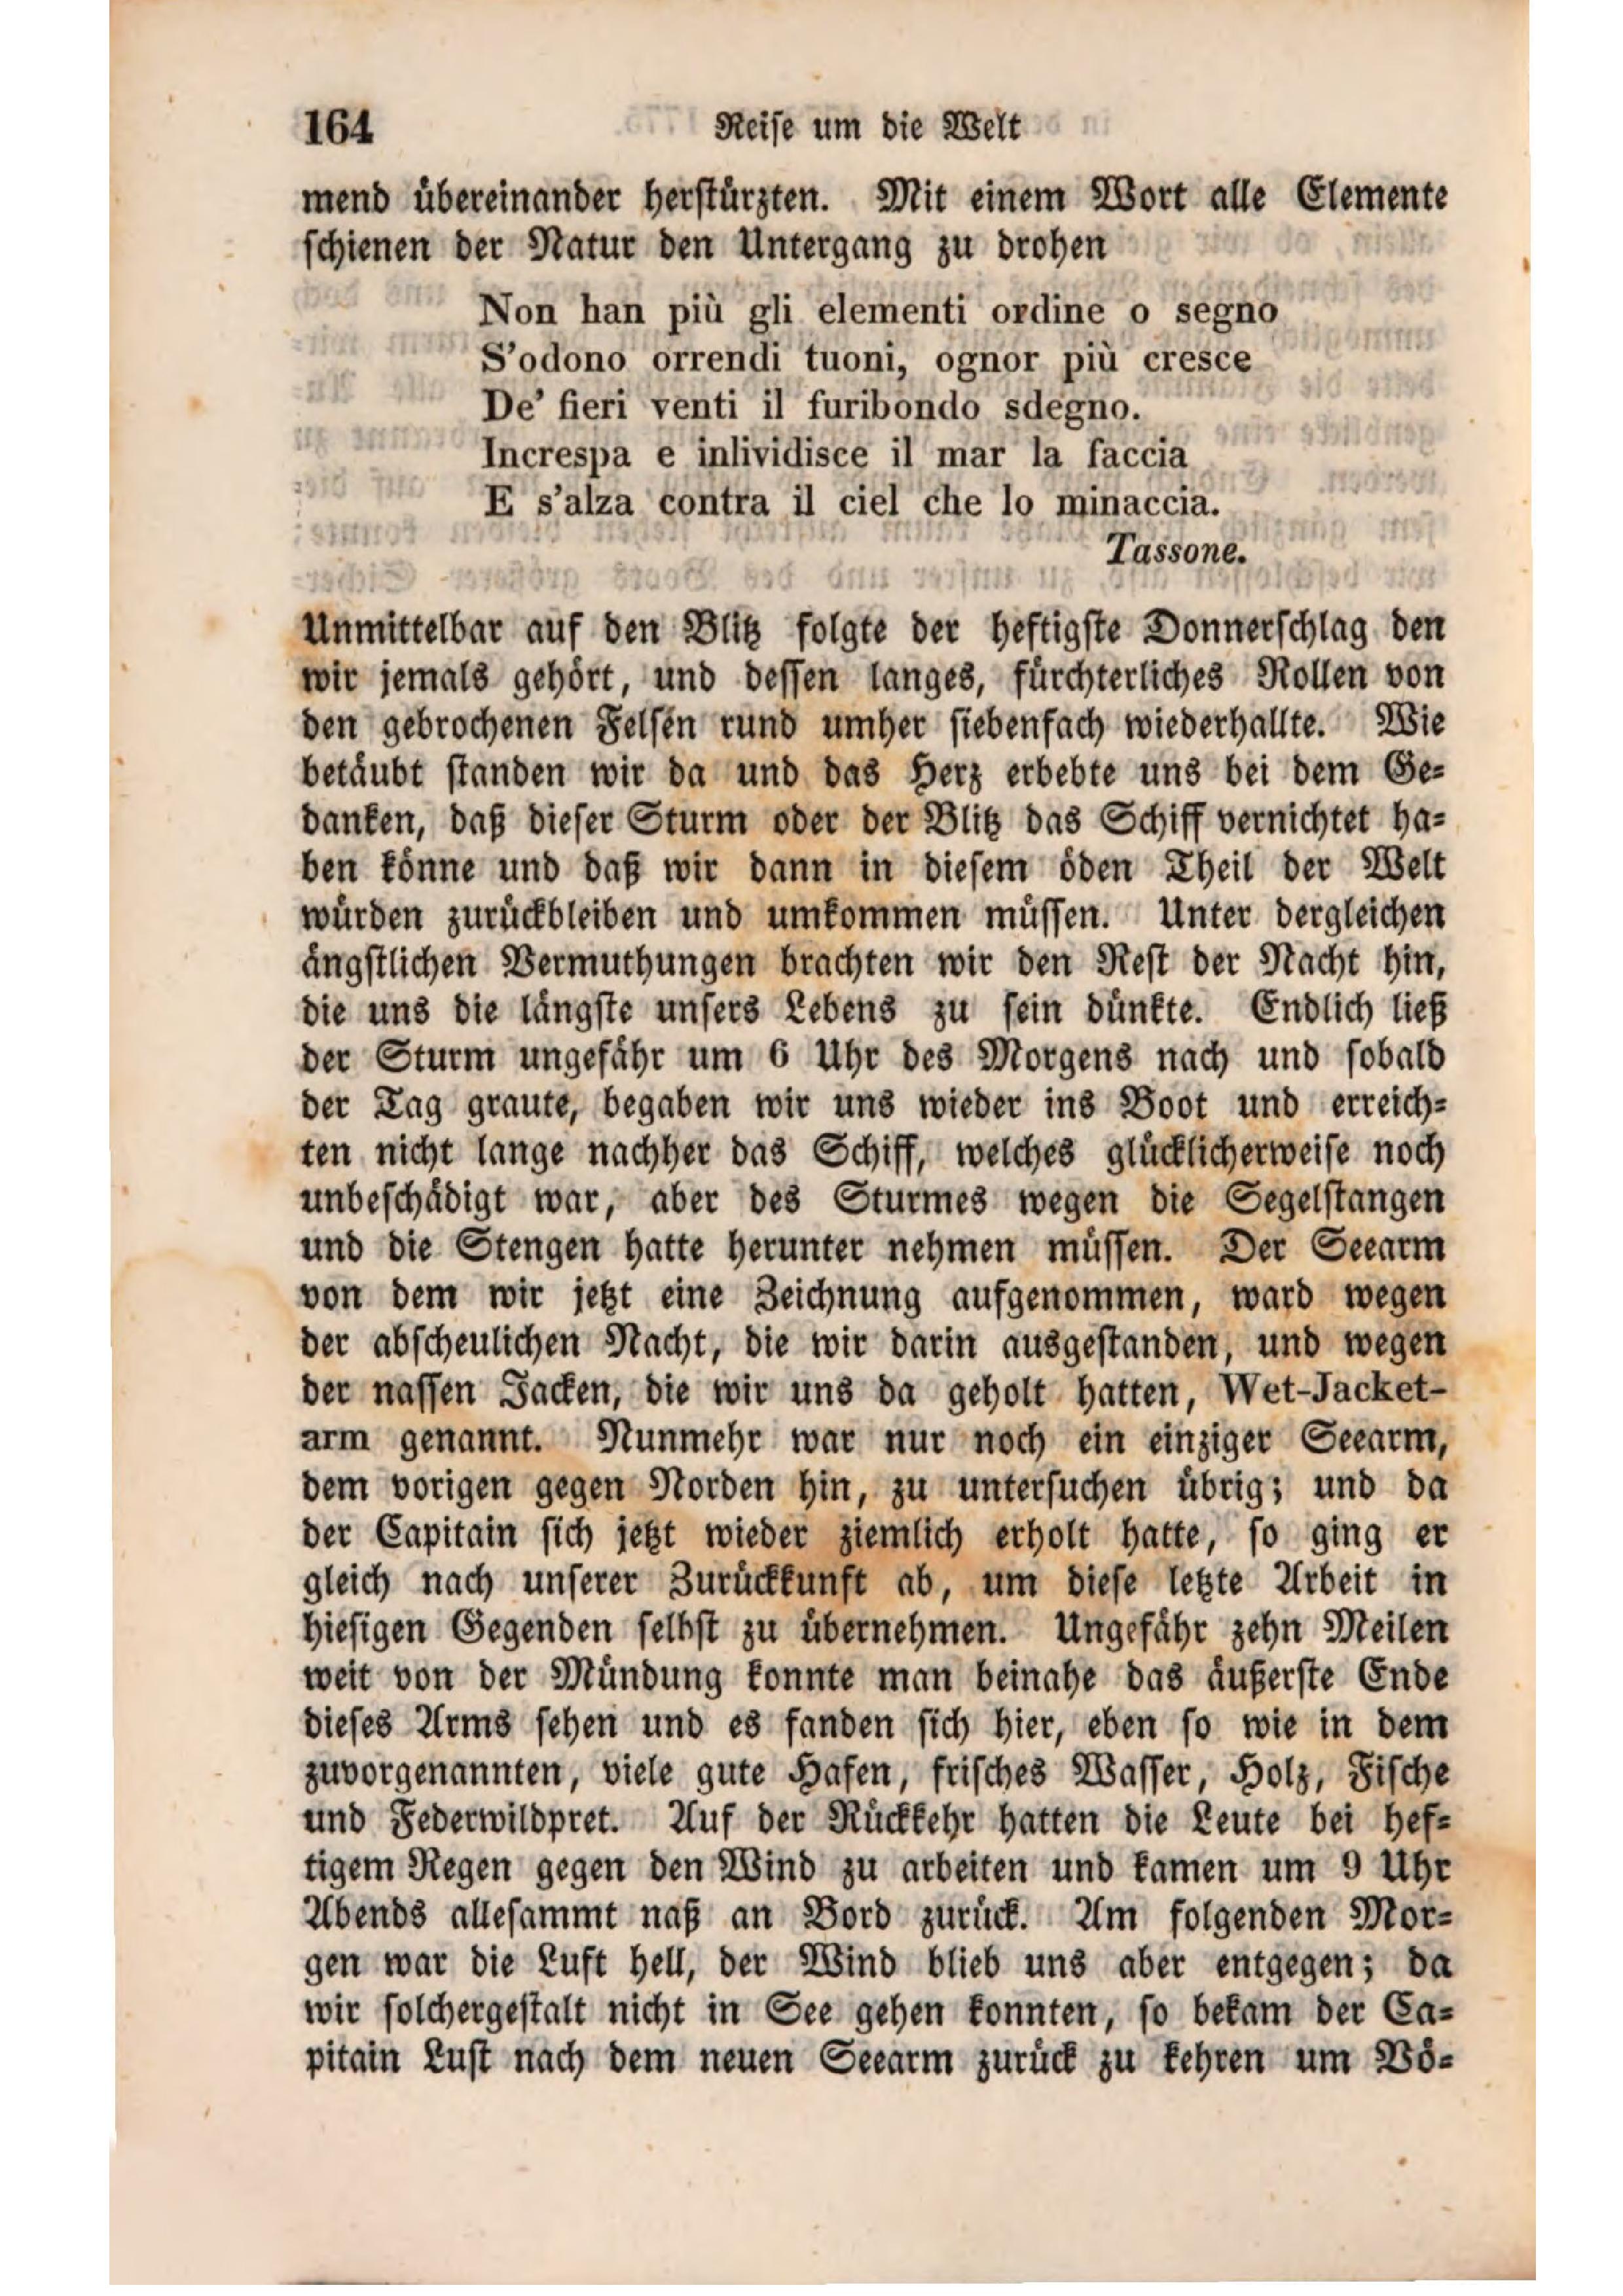 164 Reise um die Welt
mend übereinander herstürzten. Mit einem Wort alle Elemente
schienen der Natur den Untergang zu drohen
Non han più gli elementi ordine o segno
S'odono orrendi tuoni, ognor più cresce
De' fieri venti il furibondo sdegno.
Increspa e inlividisce il mar la faccia
E s'alza contra il ciel che lo minaccia.
Tassone.
Unmittelbar auf den Blitz folgte der heftigste Donnerschlag den
wir jemals gehört, und dessen langes, fürchterliches Rollen von
den gebrochenen Felsen rund umher siebenfach wiederhallte. Wie
betäubt standen wir da und das Herz erbebte uns bei dem Ge-
danken, daß dieser Sturm oder der Blitz das Schiff vernichtet ha-
ben könne und daß wir dann in diesem öden Theil der Welt
würden zurückbleiben und umkommen müssen. Unter dergleichen
ängstlichen Vermuthungen brachten wir den Rest der Nacht hin,
die uns die längste unsers Lebens zu sein dünkte. Endlich ließ
der Sturm ungefähr um 6 Uhr des Morgens nach und sobald
der Tag graute, begaben wir uns wieder ins Boot und erreich-
ten nicht lange nachher das Schiff, welches glücklicherweise noch
unbeschädigt war, aber des Sturmes wegen die Segelstangen
und die Stengen hatte herunter nehmen müssen. Der Seearm
von dem wir jetzt eine Zeichnung aufgenommen, ward wegen
der abscheulichen Nacht, die wir darin ausgestanden, und wegen
der nassen Jacken, die wir uns da geholt hatten, Wet-Jacket-
arm genannt. Nunmehr war nur noch ein einziger Seearm,
dem vorigen gegen Norden hin, zu untersuchen übrig; und da
der Capitain sich jetzt wieder ziemlich erholt hatte, so ging er
gleich nach unserer Zurückkunft ab, um diese letzte Arbeit in
hiesigen Gegenden selbst zu übernehmen. Ungefähr zehn Meilen
weit von der Mündung konnte man beinahe das äußerste Ende
dieses Arms sehen und es fanden sich hier, eben so wie in dem
zuvorgenannten, viele gute Hafen, frisches Wasser, Holz, Fische
und Federwildpret. Auf der Rückkehr hatten die Leute bei hef-
tigem Regen gegen den Wind zu arbeiten und kamen um 9 Uhr
Abends allesammt naß an Bord zurück. Am folgenden Mor-
gen war die Luft hell, der Wind blieb uns aber entgegen; da
wir solchergestalt nicht in See gehen konnten, so bekam der Ca-
pitain Lust nach dem neuen Seearm zurück zu kehren um Vö-